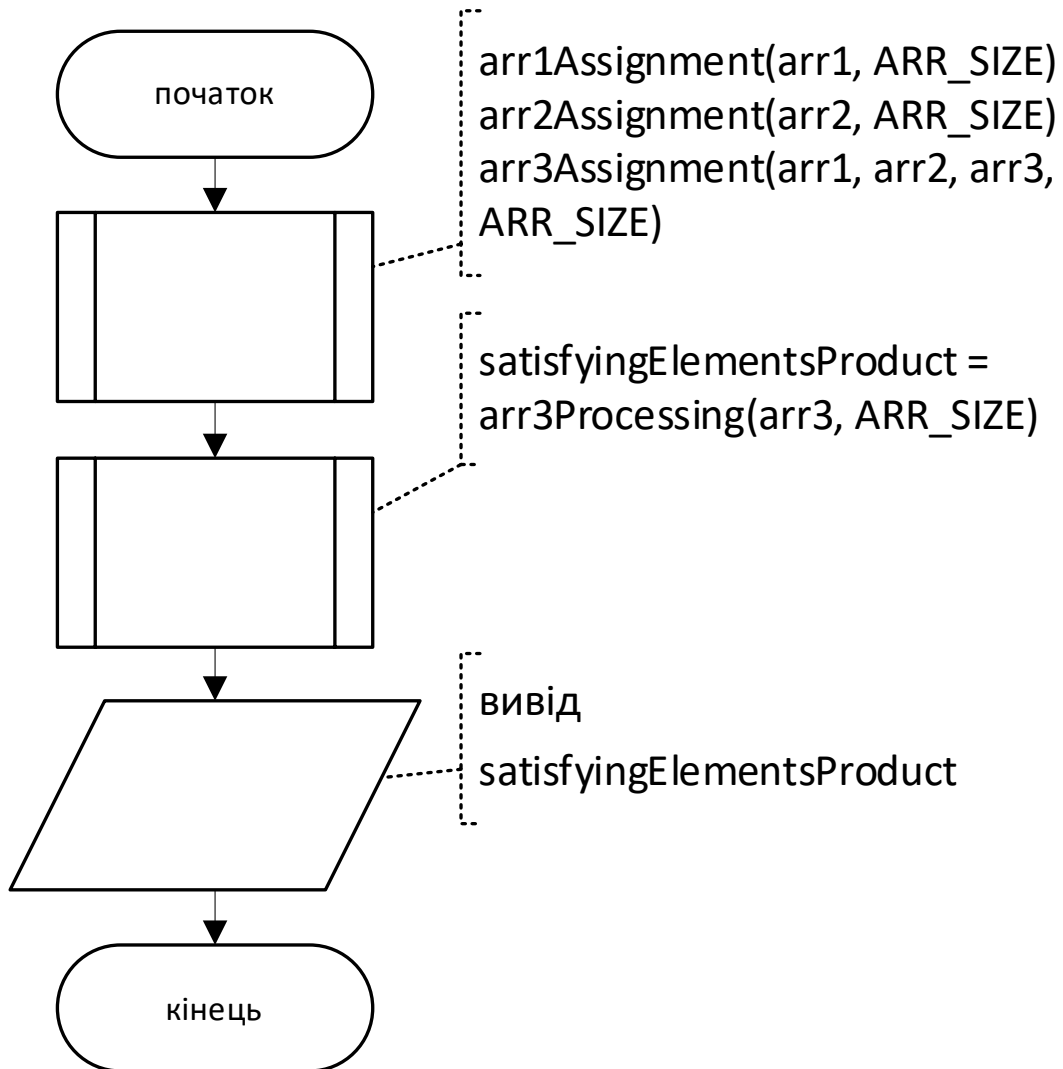 початок
arr1Assignment(arr1, ARR_SIZE)
arr2Assignment(arr2, ARR_SIZE)
arr3Assignment(arr1, arr2, arr3,
ARR_SIZE)
satisfyingElementsProduct =
arr3Processing(arr3, ARR_SIZE)
вивід
satisfyingElementsProduct
кінець